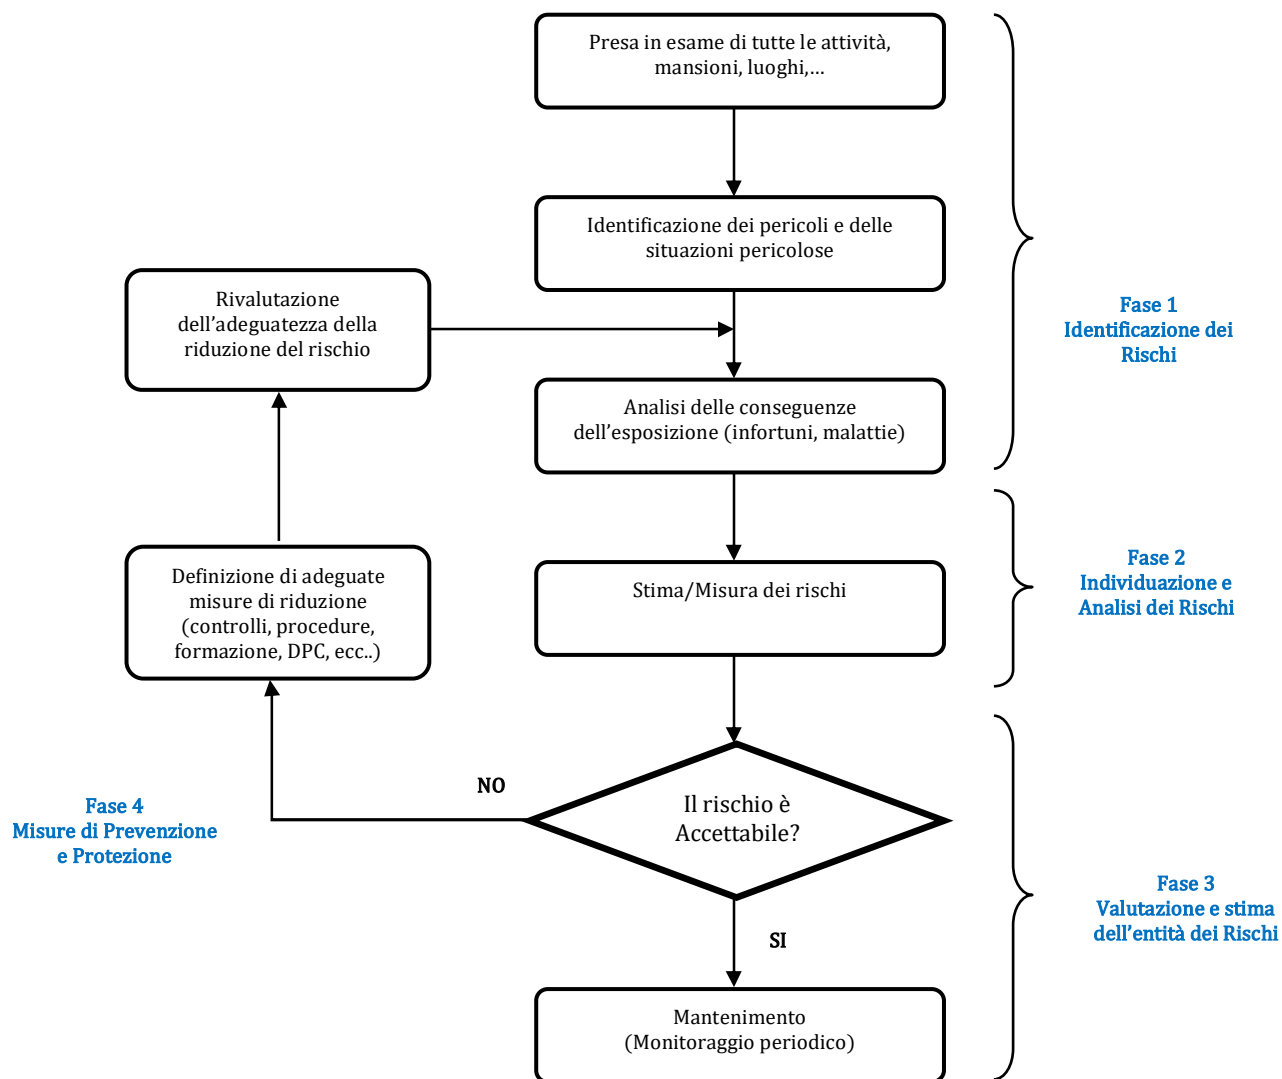 Presa in esame di tutte le attività,
mansioni, luoghi,…
Identificazione dei pericoli e delle
situazioni pericolose
Rivalutazione
dell’adeguatezza della
riduzione del rischio
Fase 1
Identificazione dei
Rischi
Analisi delle conseguenze
dell’esposizione (infortuni, malattie)
Definizione di adeguate
misure di riduzione
(controlli, procedure,
formazione, DPC, ecc..)
Stima/Misura dei rischi
Fase 2
Individuazione e
Analisi dei Rischi
NO
Il rischio è
Accettabile?
Fase 4
Misure di Prevenzione
e Protezione
Fase 3
Valutazione e stima
dell’entità dei Rischi
SI
Mantenimento
(Monitoraggio periodico)